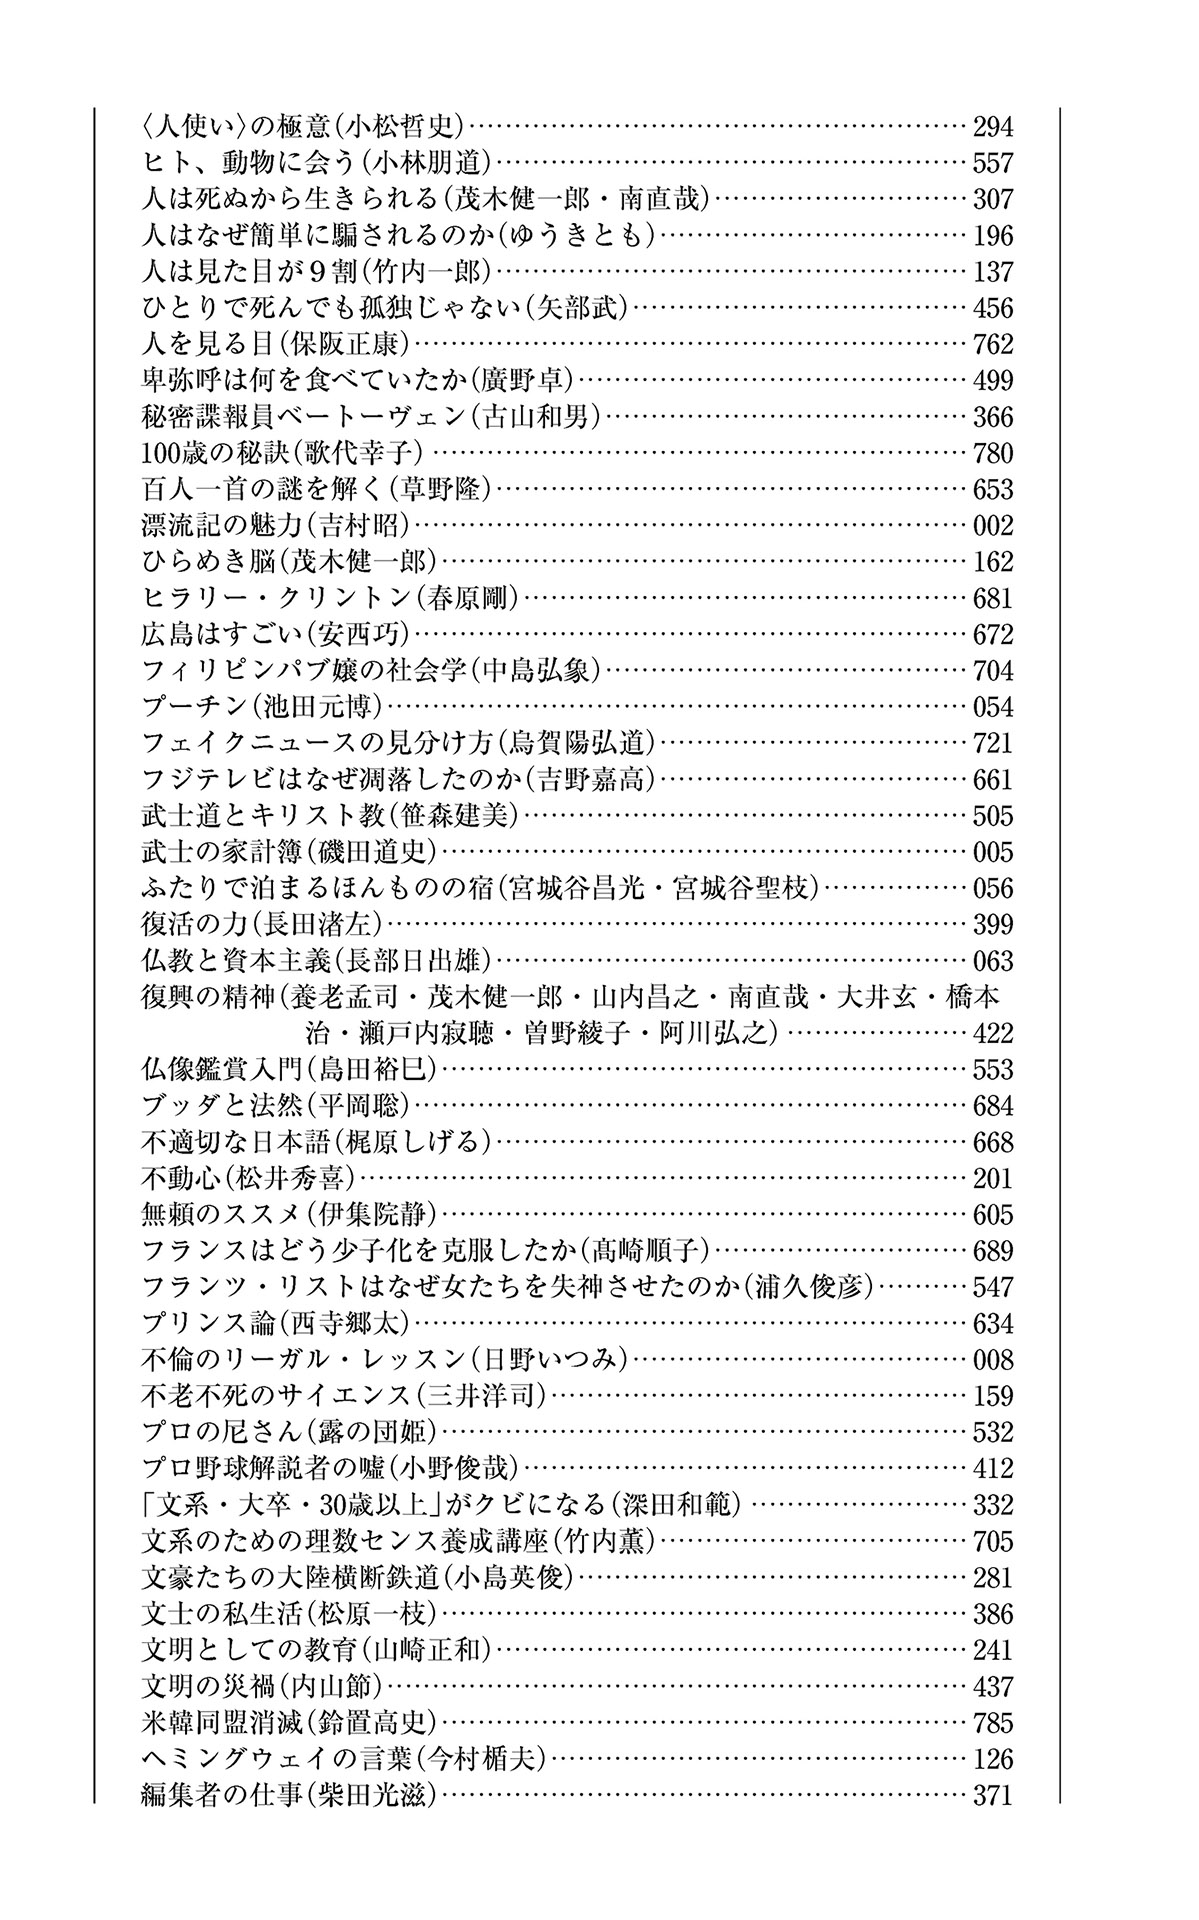 〈人使い〉の極意(小松哲史)……………………………………………… 294
ヒト、動物に会う(小林朋道)…………………………………………… 557
人は死ぬから生きられる(茂木健一郎・南直哉)……………………… 307
人はなぜ簡単に騙されるのか(ゆうきとも)…………………………… 196
人は見た目が９割(竹内一郎)…………………………………………… 137
ひとりで死んでも孤独じゃない(矢部武)……………………………… 456
人を見る目(保阪正康)…………………………………………………… 762
卑弥呼は何を食べていたか(廣野卓)…………………………………… 499
秘密諜報員ベートーヴェン(古山和男)………………………………… 366
100歳の秘訣(歌代幸子) ………………………………………………… 780
百人一首の謎を解く(草野隆)…………………………………………… 653
漂流記の魅力(吉村昭)…………………………………………………… 002
ひらめき脳(茂木健一郎)………………………………………………… 162
ヒラリー・クリントン(春原剛)………………………………………… 681
広島はすごい(安西巧)…………………………………………………… 672
フィリピンパブ嬢の社会学(中島弘象)………………………………… 704
プーチン(池田元博)……………………………………………………… 054
フェイクニュースの見分け方(烏賀陽弘道)…………………………… 721
フジテレビはなぜ凋落したのか(吉野嘉高)…………………………… 661
武士道とキリスト教(笹森建美)………………………………………… 505
武士の家計簿(磯田道史)………………………………………………… 005
ふたりで泊まるほんものの宿(宮城谷昌光・宮城谷聖枝)…………… 056
復活の力(長田渚左)……………………………………………………… 399
仏教と資本主義(長部日出雄)…………………………………………… 063
復興の精神(養老孟司・茂木健一郎・山内昌之・南直哉・大井玄・橋本
治・瀬戸内寂聴・曽野綾子・阿川弘之) ……………… 422
仏像鑑賞入門(島田裕巳)………………………………………………… 553
ブッダと法然(平岡聡)…………………………………………………… 684
不適切な日本語(梶原しげる)…………………………………………… 668
不動心(松井秀喜)………………………………………………………… 201
無頼のススメ(伊集院静)………………………………………………… 605
フランスはどう少子化を克服したか(髙崎順子)……………………… 689
フランツ・リストはなぜ女たちを失神させたのか(浦久俊彦)……… 547
プリンス論(西寺郷太)…………………………………………………… 634
不倫のリーガル・レッスン(日野いつみ)……………………………… 008
不老不死のサイエンス(三井洋司)……………………………………… 159
プロの尼さん(露の団姫)………………………………………………… 532
プロ野球解説者の嘘(小野俊哉)………………………………………… 412
「文系・大卒・30歳以上」がクビになる(深田和範) ………………… 332
文系のための理数センス養成講座(竹内薫)…………………………… 705
文豪たちの大陸横断鉄道(小島英俊)…………………………………… 281
文士の私生活(松原一枝)………………………………………………… 386
文明としての教育(山崎正和)…………………………………………… 241
文明の災禍(内山節)……………………………………………………… 437
米韓同盟消滅(鈴置高史)………………………………………………… 785
ヘミングウェイの言葉(今村楯夫)……………………………………… 126
編集者の仕事(柴田光滋)………………………………………………… 371